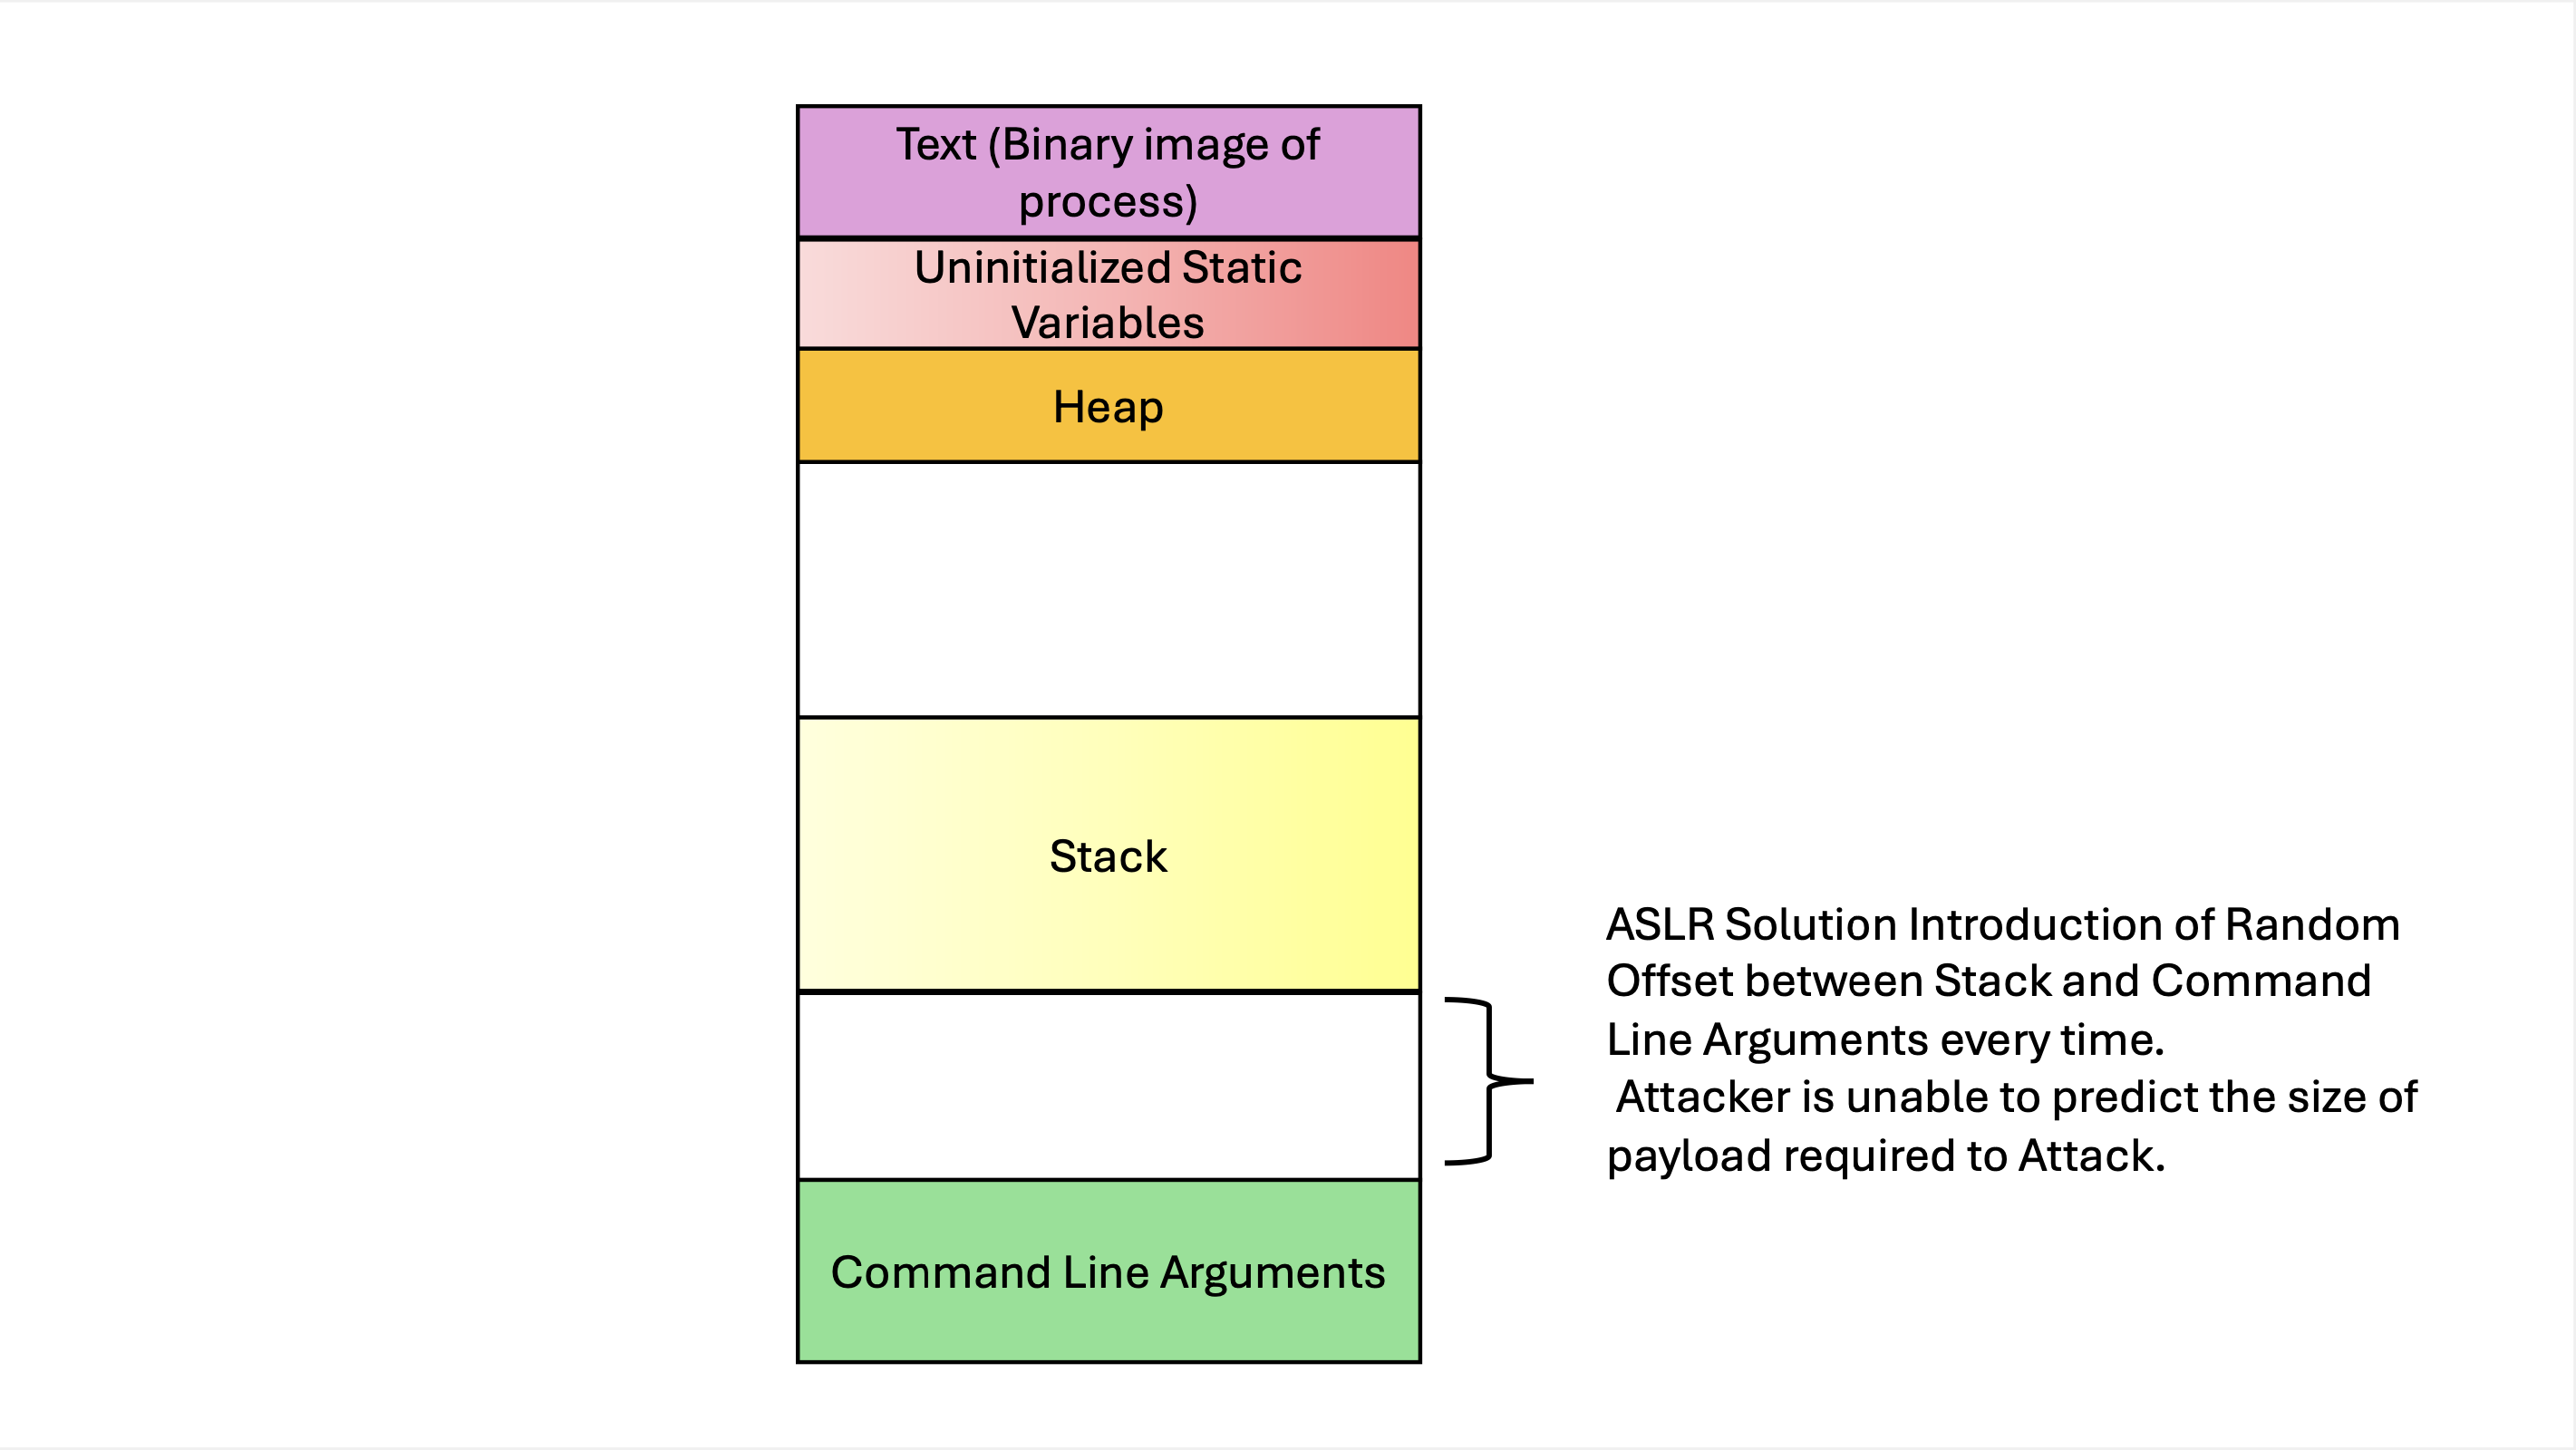 Text (Binary image of
process)
Uninitialized Static
Variables
Heap
Stack
ASLR Solution Introduction of Random
Offset between Stack and Command
Line Arguments every time.
Attacker is unable to predict the size of
payload required to Attack.
Command Line Arguments